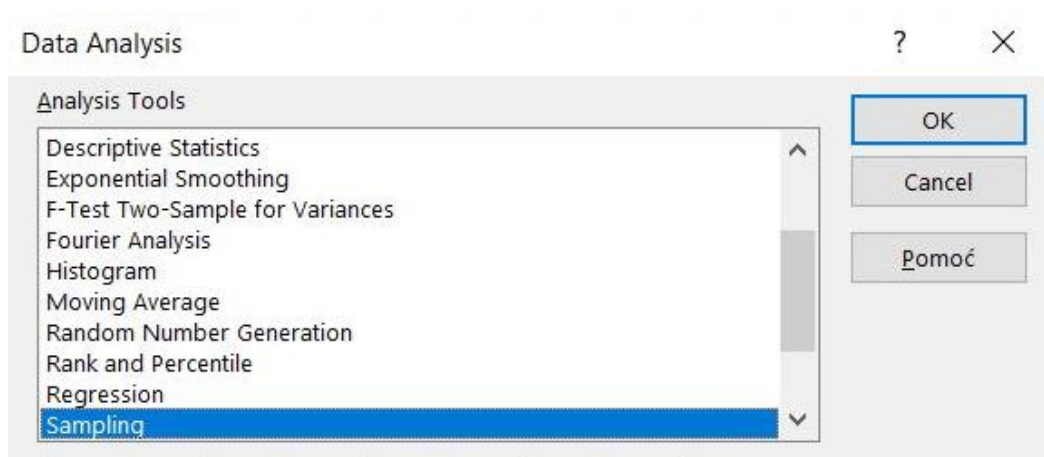 Data Analysis ? ×
Analysis Tools
Descriptive Statistics
Exponential Smoothing
F-Test Two-Sample for Variances
Fourier Analysis
Histogram
Moving Average
Random Number Generation
Rank and Percentile
Regression
Sampling
OK
Cancel
Pomoć